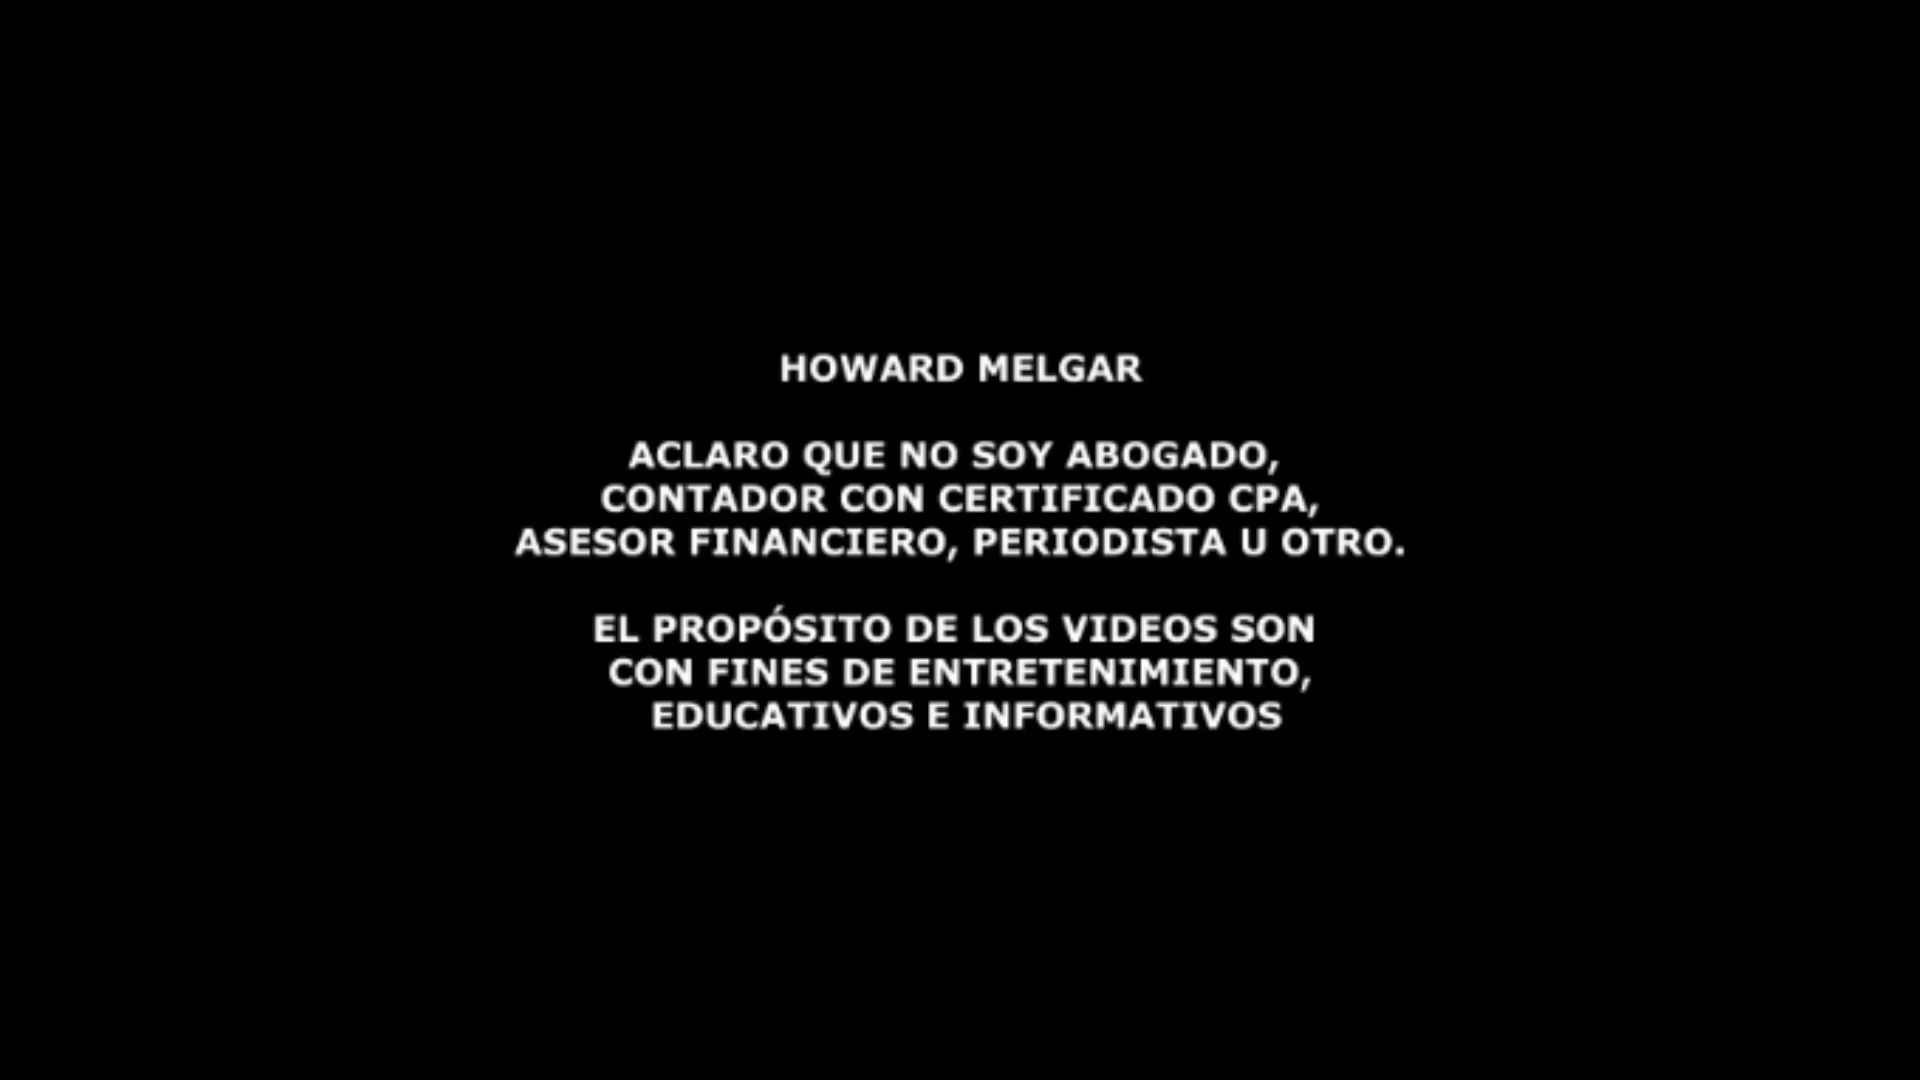 HOWARD MELGAR
ACLARO QUE NO SOY ABOGADO,
CONTADOR CON CERTIFICADO CPA,
ASESOR FINANCIERO, PERIODISTA U OTRO.
EL PROPÓSITO DE LOS VIDEOS SON
CON FINES DE ENTRETENIMIENTO,
EDUCATIVOS E INFORMATIVOS